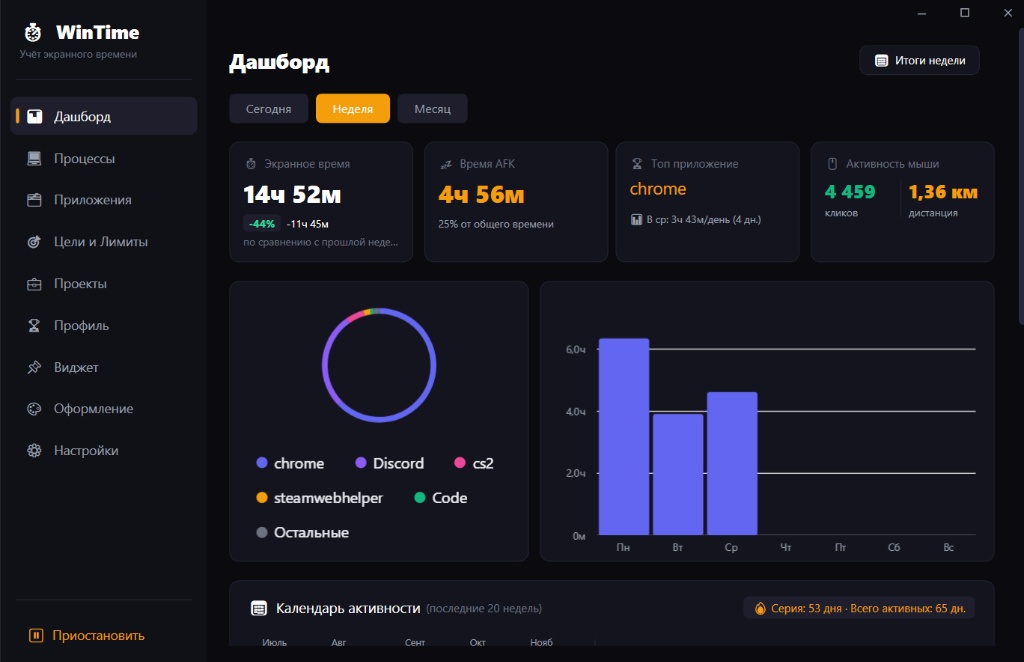 WinTime
Учёт экранного времени
Дашборд
Процессы
Приложения
Цели и Лимиты
Проекты
Профиль
Виджет
Оформление
Настройки
Приостановить
Дашборд
Итоги недели
Сегодня
Неделя
Месяц
Экранное время
14ч 52м
-44% -11ч 45м
по сравнению с прошлой неде...
Время AFK
4ч 56м
25% от общего времени
Топ приложение
chrome
В ср: 3ч 43м/день (4 дн.)
Активность мыши
4 459 1,36 км
кликов дистанция
chrome Discord cs2
steamwebhelper Code
Остальные
6,0ч
4,0ч
2,0ч
0м
Пн Вт Ср Чт Пт Сб Вс
Календарь активности (последние 20 недель)
Серия: 53 дня · Всего активных: 65 дн.
Июль Авг Сент Окт Нояб